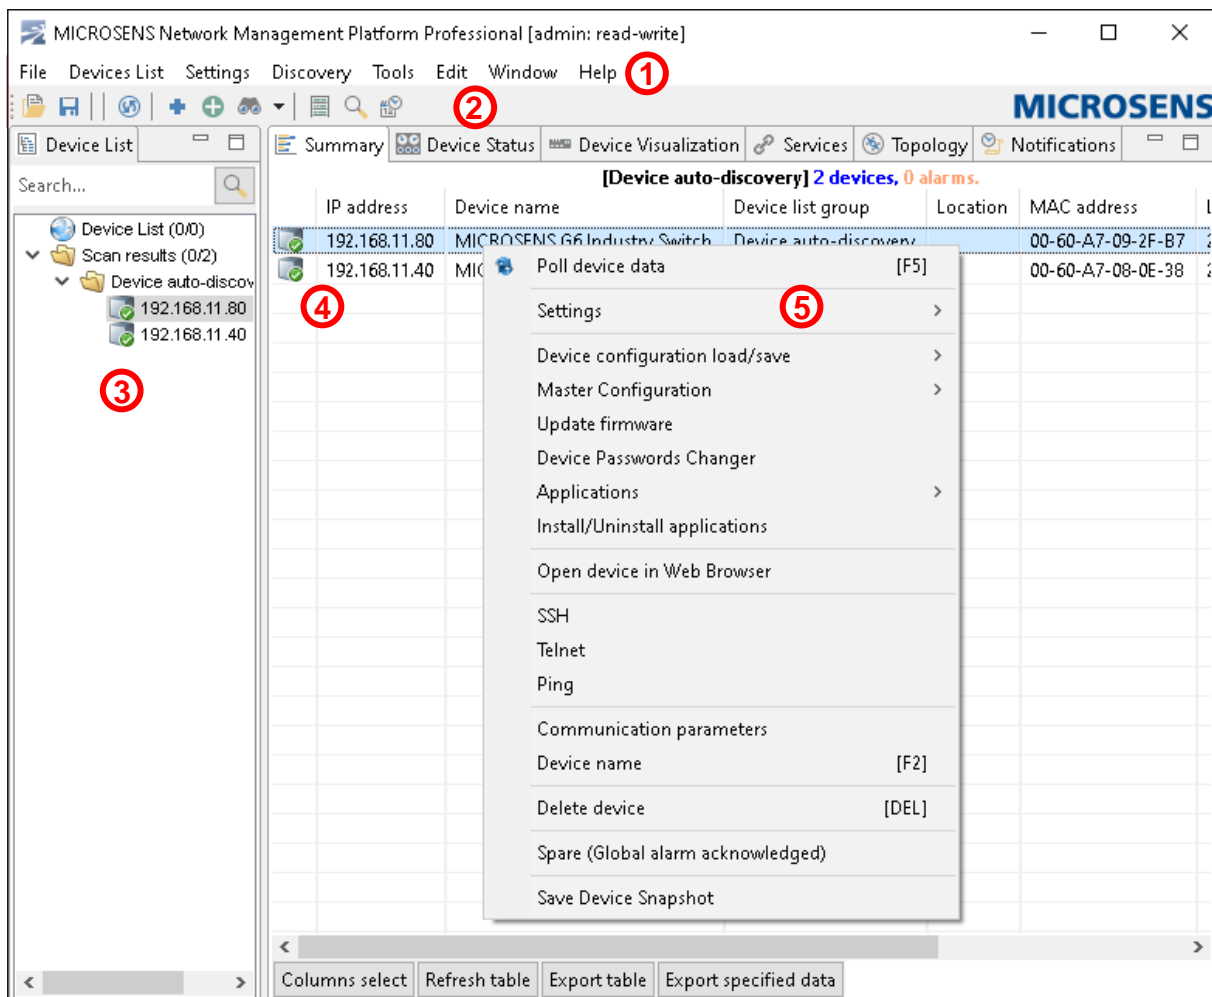 MICROSENS Network Management Platform Professional [admin: read-write]
File Devices List Settings Discovery Tools Edit Window Help 1
2 MICROSENS
Device List
Summary Device Status Device Visualization Services Topology Notifications
Search...
[Device auto-discovery] 2 devices, 0 alarms.
IP address Device name Device list group Location MAC address
Device List (0/0)
Scan results (0/2)
Device auto-discov
192.168.11.80
192.168.11.40
3
192.168.11.80 MICROSENS G6 Industry Switch Device auto-discovery 00-60-A7-09-2F-B7 2
192.168.11.40 MIC 00-60-A7-08-0E-38 2
4
Poll device data [F5]
Settings 5
Device configuration load/save
Master Configuration
Update firmware
Device Passwords Changer
Applications
Install/Uninstall applications
Open device in Web Browser
SSH
Telnet
Ping
Communication parameters
Device name [F2]
Delete device [DEL]
Spare (Global alarm acknowledged)
Save Device Snapshot
Columns select Refresh table Export table Export specified data